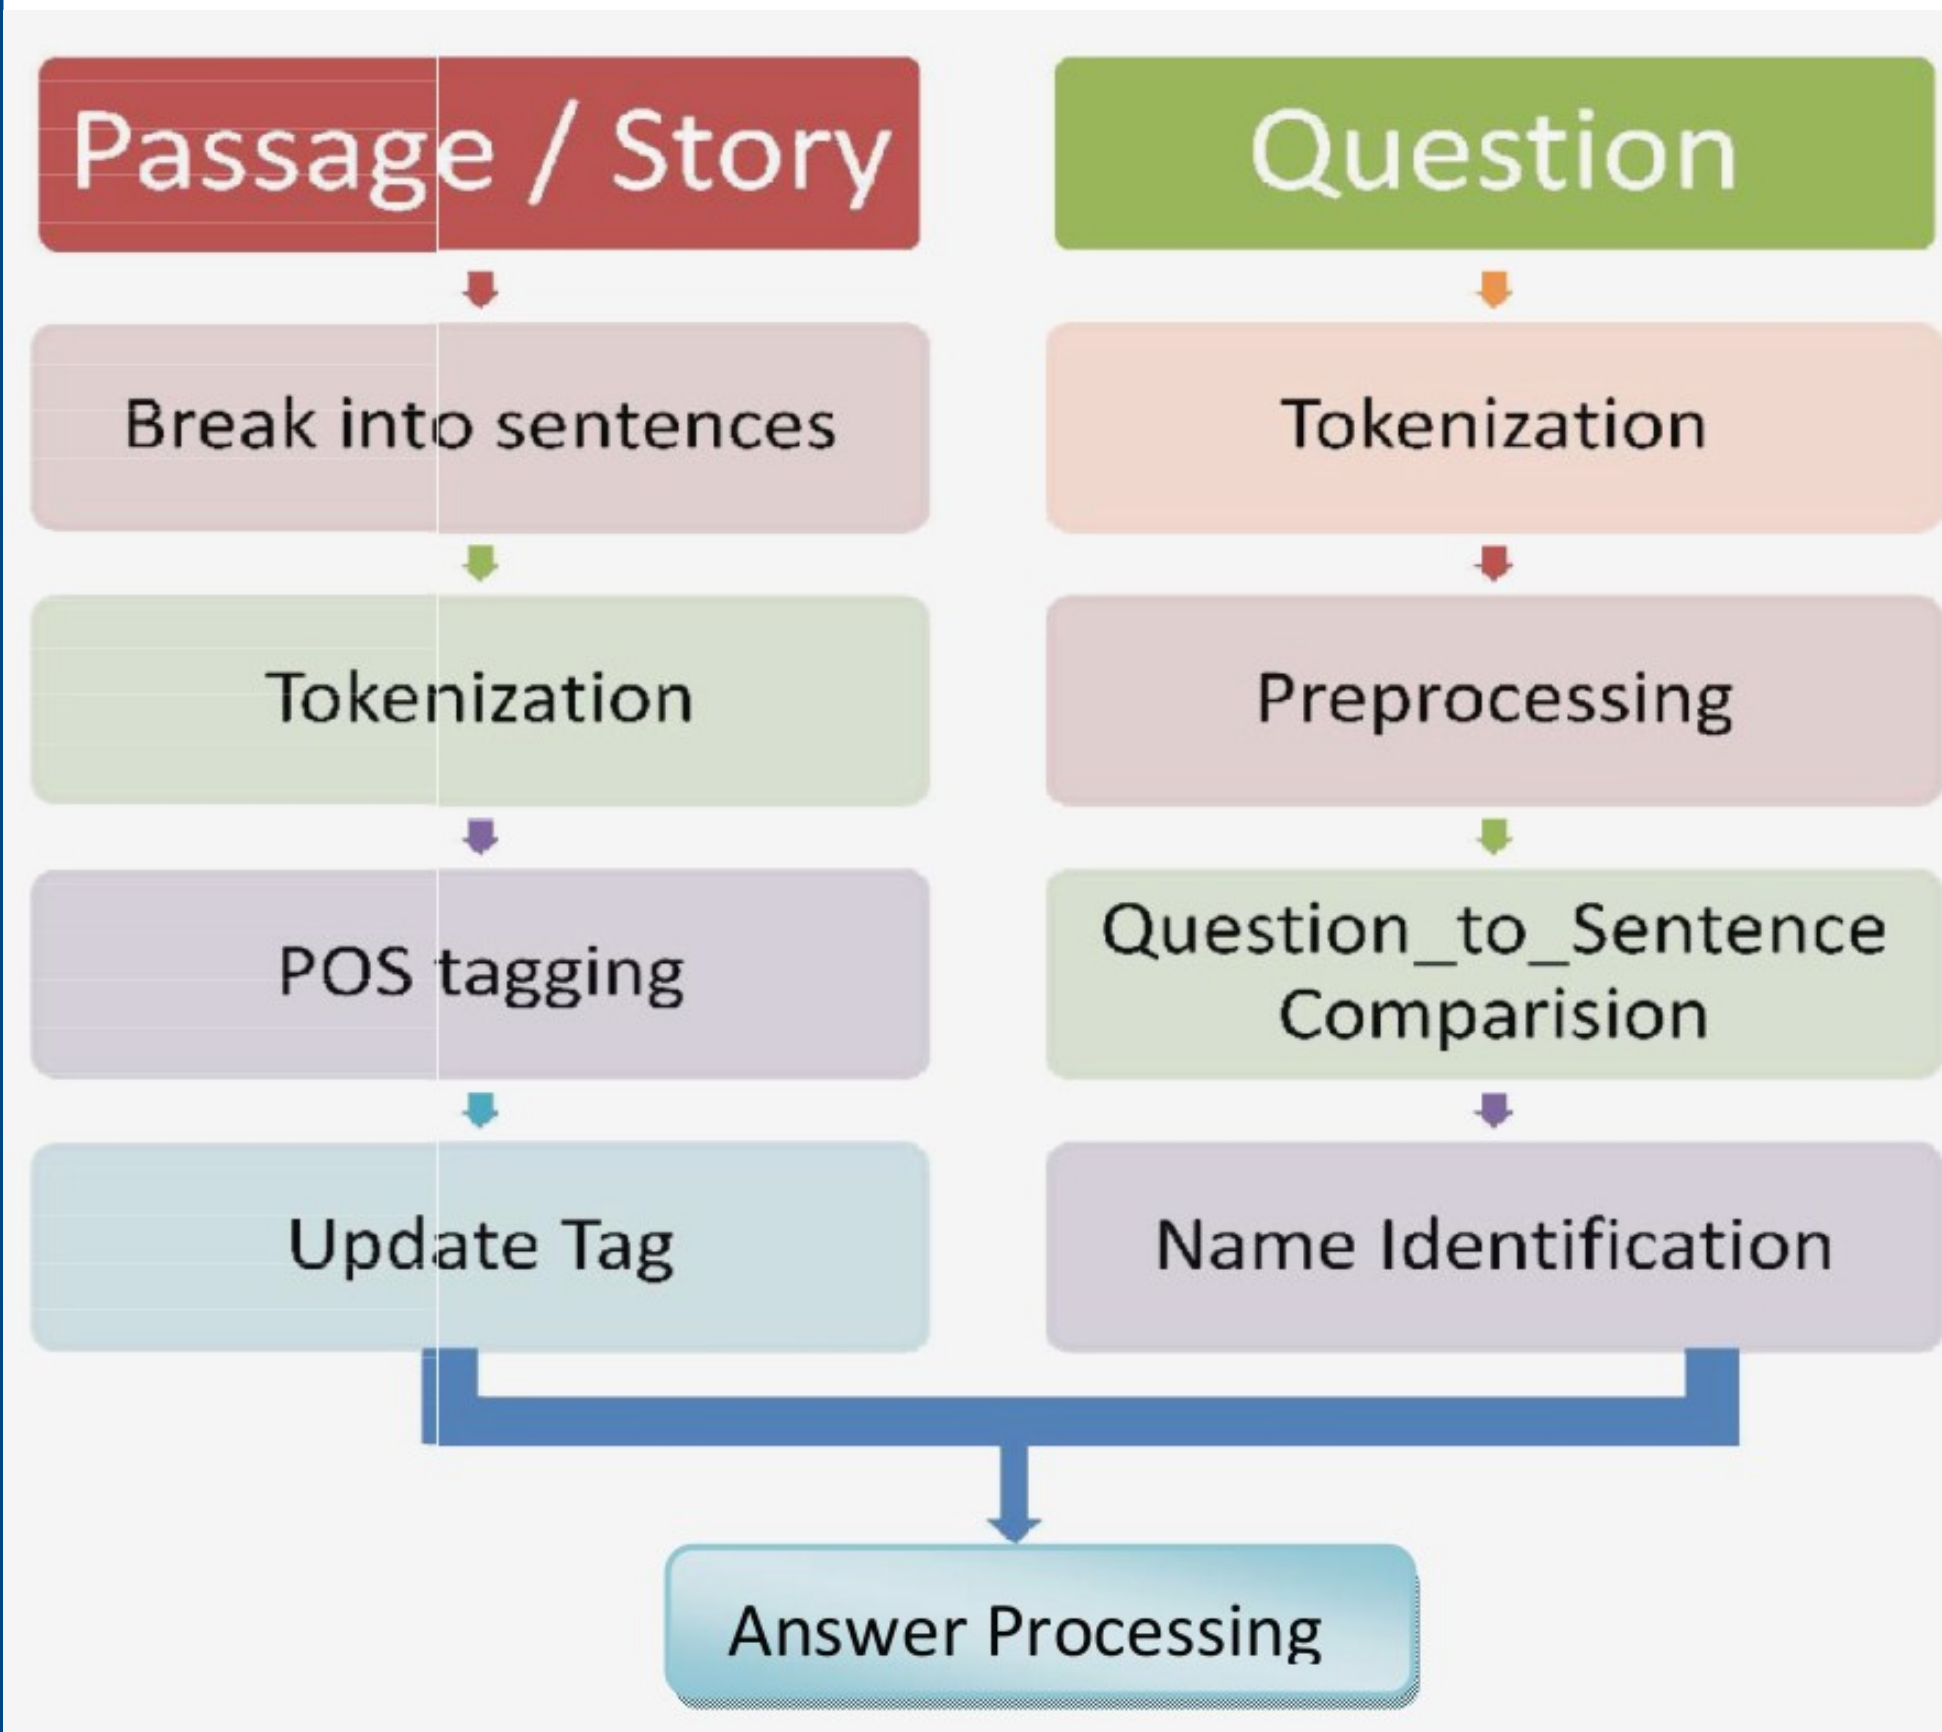 Passage / Story
Break into sentences
Tokenization
POS tagging
Update Tag
Question
Tokenization
Preprocessing
Question_to_Sentence
Comparision
Name Identification
Answer Processing